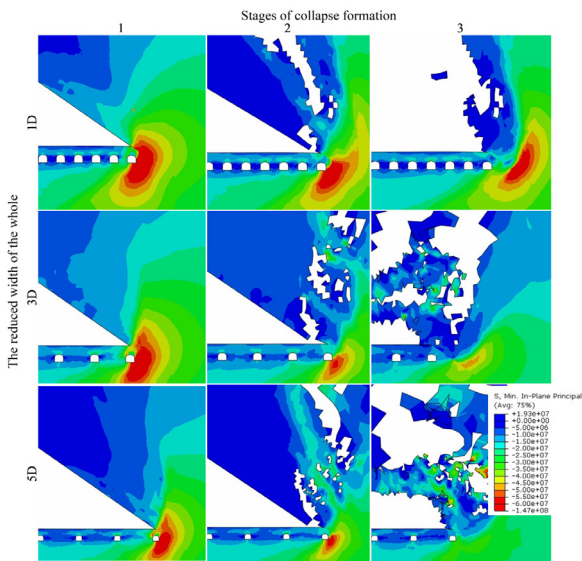 Stages of collapse formation
1
2
3
The reduced width of the whole
1D
3D
5D
S, Min. In-Plane Principal
(Avg: 75%)
+1.93e+07
+0.00e+00
-5.00e+06
-1.00e+07
-1.50e+07
-2.00e+07
-2.50e+07
-3.00e+07
-3.50e+07
-4.00e+07
-4.50e+07
-5.00e+07
-5.50e+07
-6.00e+07
-1.47e+08